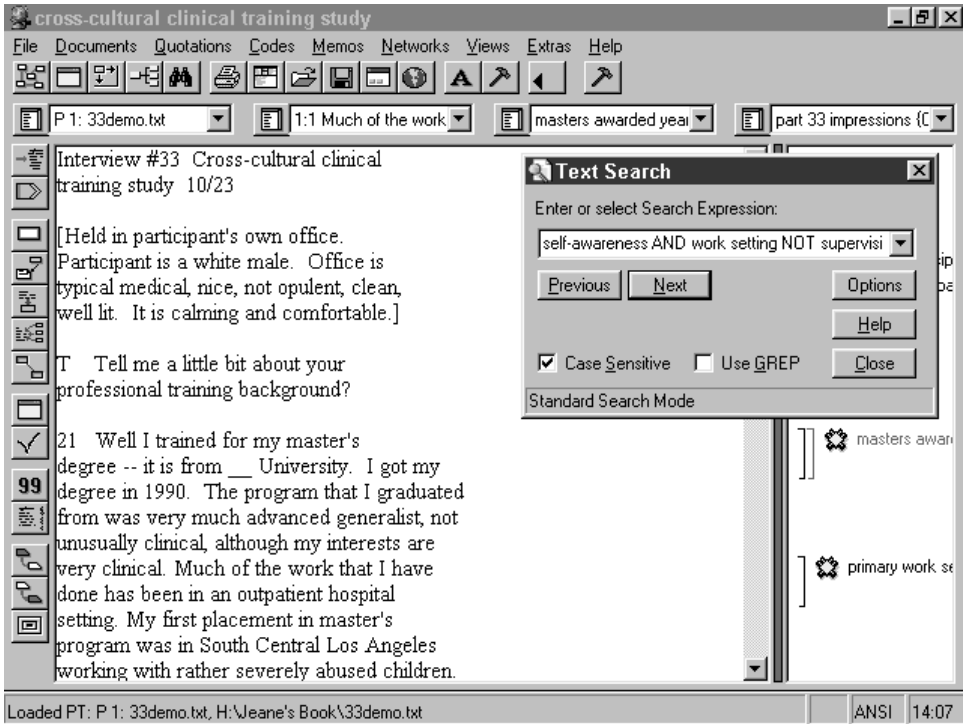 cross-cultural clinical training study
File Documents Quotations Codes Memos Networks Views Extras Help
P 1: 33demo.txt
1:1 Much of the work
masters awarded year
part 33 impressions {0
Interview #33 Cross-cultural clinical
training study 10/23
[Held in participant's own office.
Participant is a white male. Office is
typical medical, nice, not opulent, clean,
well lit. It is calming and comfortable.]
T Tell me a little bit about your
professional training background?
21 Well I trained for my master's
degree -- it is from __ University. I got my
degree in 1990. The program that I graduated
from was very much advanced generalist, not
unusually clinical, although my interests are
very clinical. Much of the work that I have
done has been in an outpatient hospital
setting. My first placement in master's
program was in South Central Los Angeles
working with rather severely abused children.
Text Search
Enter or select Search Expression:
self-awareness AND work setting NOT supervisi
Previous Next Options
Help
Case Sensitive Use GREP Close
Standard Search Mode
masters awar
primary work se
99
A
Loaded PT: P 1: 33demo.txt, H:\Jeane's Book\33demo.txt
ANSI 14:07